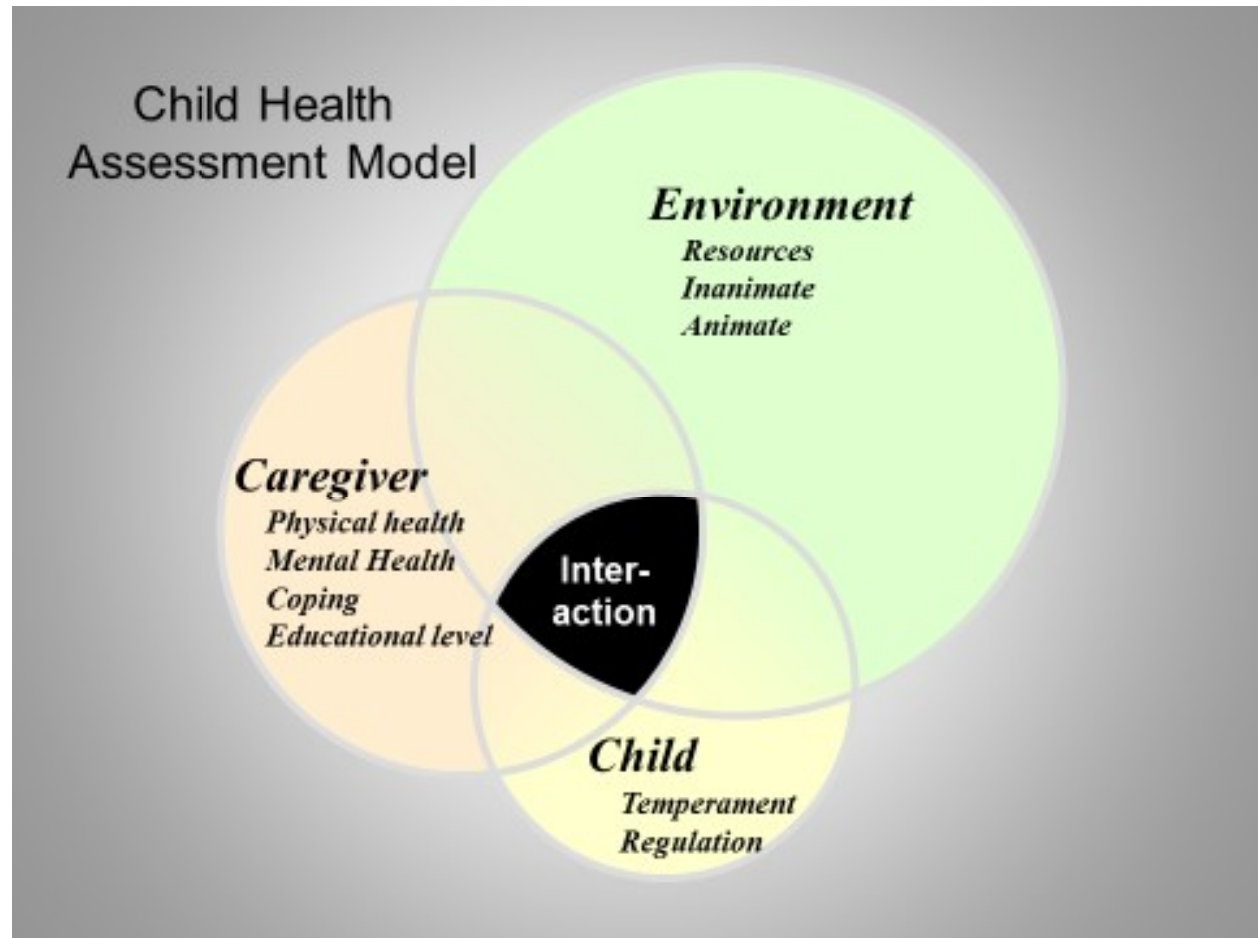 Child Health
Assessment Model
Environment
Resources
Inanimate
Animate
Caregiver
Physical health
Mental Health
Coping
Educational level
Inter-
action
Child
Temperament
Regulation